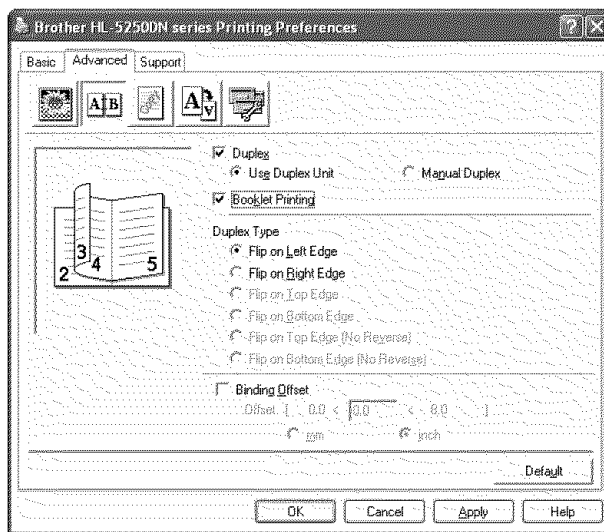 Brother HL-5250DN series Printing Preferences
Basic Advanced Support
A B A V
Duplex
Use Duplex Unit Manual Duplex
Booklet Printing
Duplex Type
Flip on Left Edge
Flip on Right Edge
Flip on Top Edge
Flip on Bottom Edge
Flip on Top Edge (No Reverse)
Flip on Bottom Edge (No Reverse)
2 3 4 5
Binding Offset
Offset [ 0.0 < 0.0 < 8.0 ]
mm inch
Default
OK Cancel Apply Help